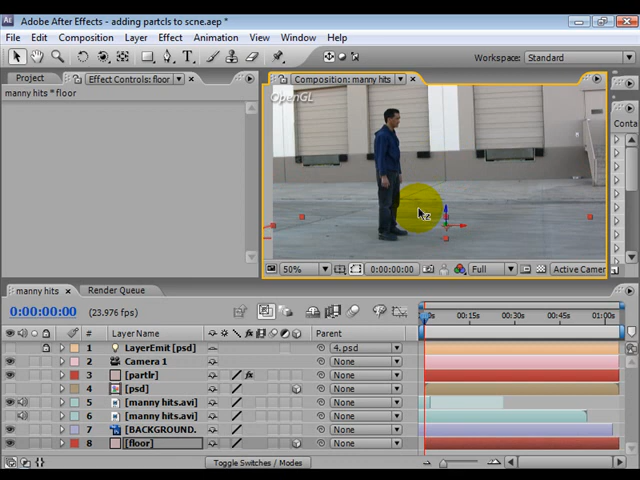 Adobe After Effects - adding partcls to scne.aep *
File Edit Composition Layer Effect Animation View Window Help
Workspace: Standard
Project Effect Controls: floor
Composition: manny hits
manny hits * floor
OpenGL
Conta
50% 0:00:00:00 Full Active Camer
manny hits Render Queue
0:00:00:00 (23.976 fps)
# Layer Name Parent
00:15s 00:30s 00:45s 01:00s
1 LayerEmit [psd] 4.psd
2 Camera 1 None
3 [partlr] None
4 [psd] None
5 [manny hits.avi] None
6 [manny hits.avi] None
7 [BACKGROUND. None
8 [floor] None
Toggle Switches / Modes